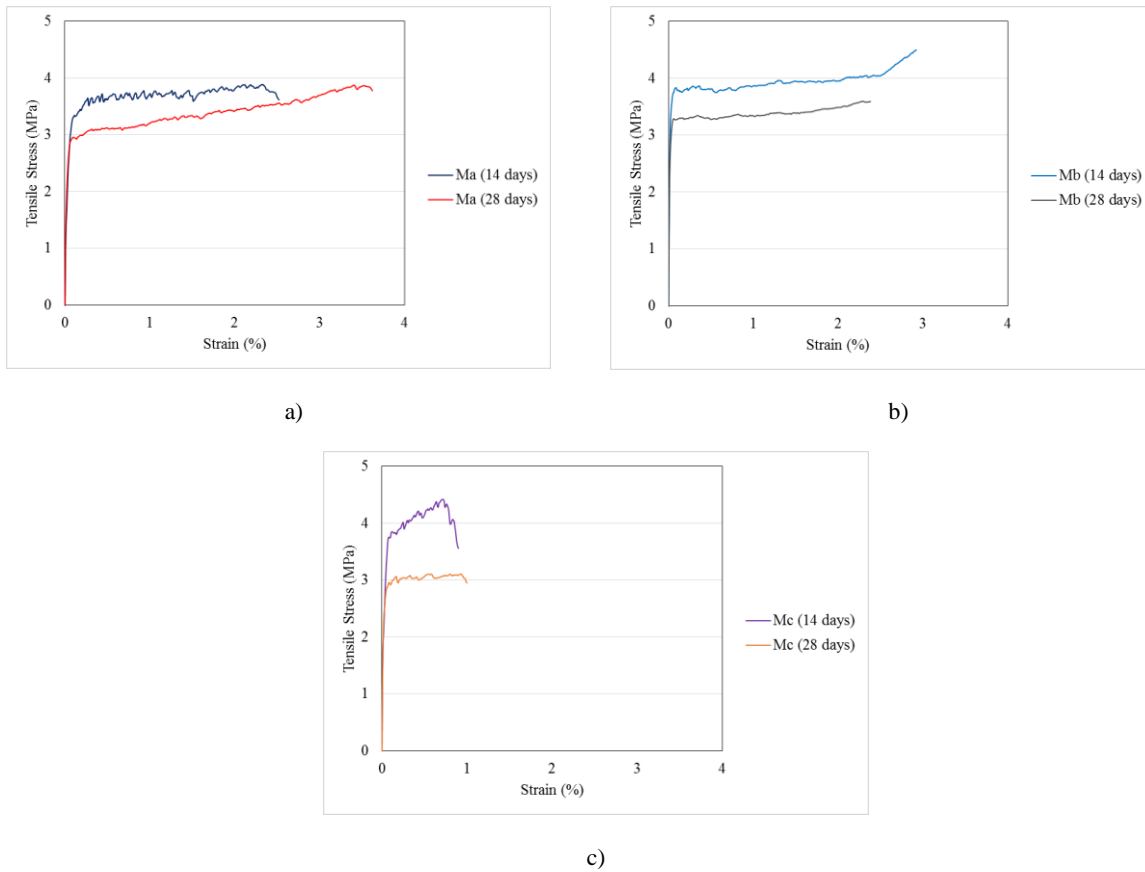 5
4
3
2
1
0
0 1 2 3 4
Tensile Stress (MPa)
Strain (%)
Ma (14 days)
Ma (28 days)
a)
5
4
3
2
1
0
0 1 2 3 4
Tensile Stress (MPa)
Strain (%)
Mb (14 days)
Mb (28 days)
b)
5
4
3
2
1
0
0 1 2 3 4
Tensile Stress (MPa)
Strain (%)
Mc (14 days)
Mc (28 days)
c)